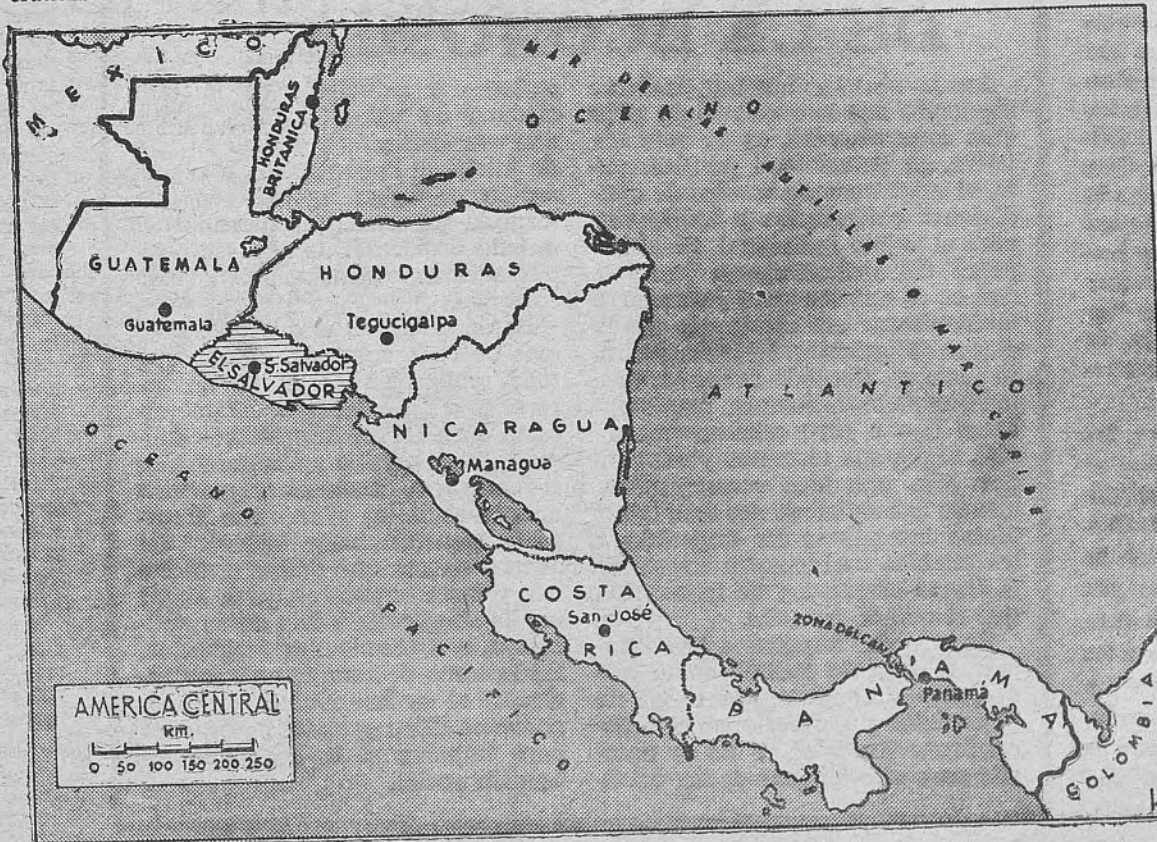 MEXICO
HONDURAS
BRITANICA
MAR DE LAS ANTILLAS O MAR CARIBE
OCEANO
ATLANTICO
GUATEMALA
Guatemala
HONDURAS
Tegucigalpa
EL SALVADOR
S. Salvador
NICARAGUA
Managua
OCEANO
PACIFICO
COSTA
San José
RICA
ZONA DEL CANAL
PANAMA
Panamá
COLOMBIA
AMERICA CENTRAL
Km.
0 50 100 150 200 250